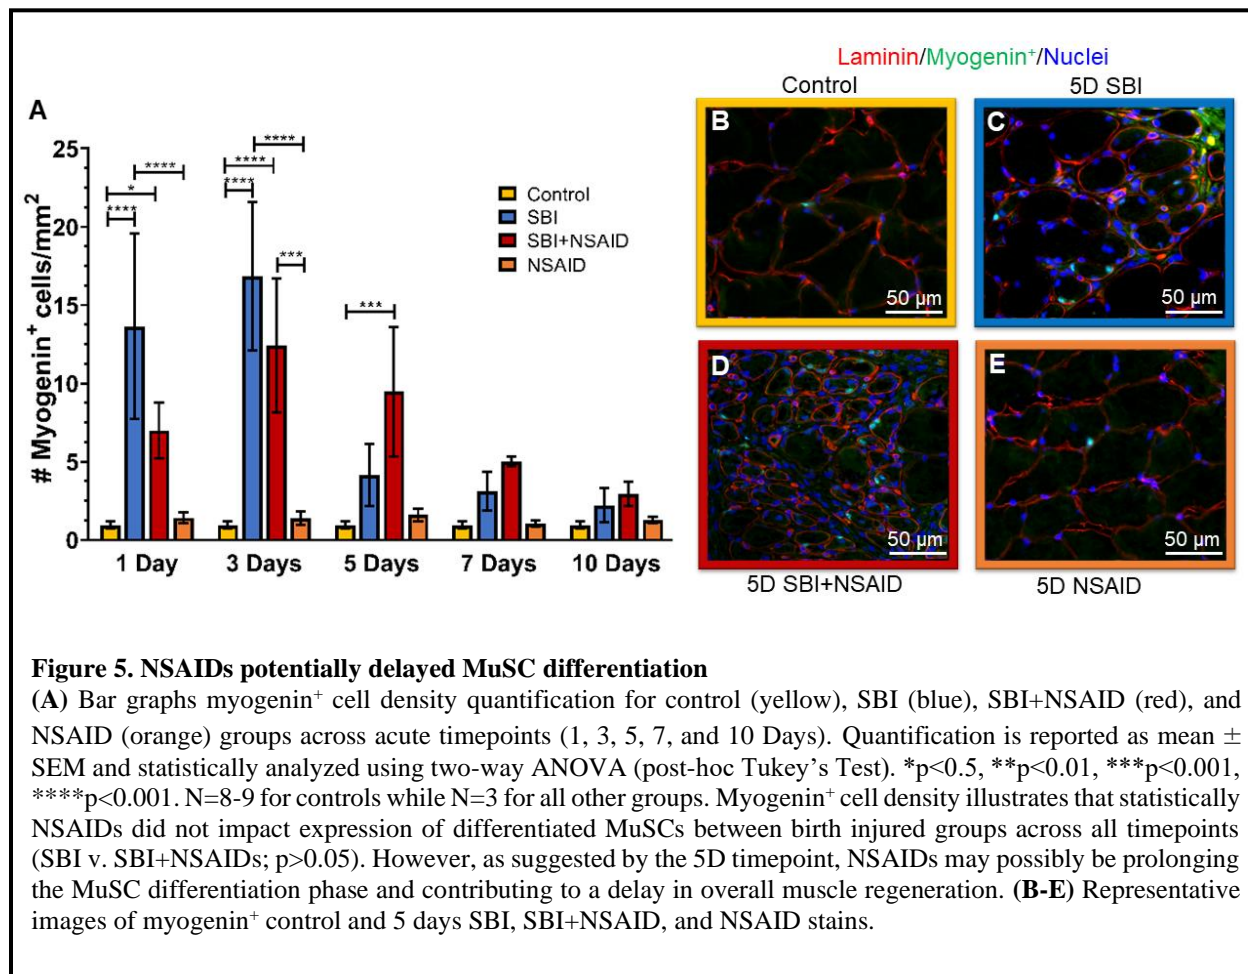 Laminin/Myogenin⁺/Nuclei
Control
5D SBI
A
B
C
25
20
15
10
5
0
# Myogenin⁺ cells/mm²
****
*
****
****
****
****
***
***
Control
SBI
SBI+NSAID
NSAID
1 Day
3 Days
5 Days
7 Days
10 Days
50 µm
50 µm
D
E
50 µm
50 µm
5D SBI+NSAID
5D NSAID
Figure 5. NSAIDs potentially delayed MuSC differentiation
(A) Bar graphs myogenin⁺ cell density quantification for control (yellow), SBI (blue), SBI+NSAID (red), and
NSAID (orange) groups across acute timepoints (1, 3, 5, 7, and 10 Days). Quantification is reported as mean ±
SEM and statistically analyzed using two-way ANOVA (post-hoc Tukey's Test). *p<0.5, **p<0.01, ***p<0.001,
****p<0.001. N=8-9 for controls while N=3 for all other groups. Myogenin⁺ cell density illustrates that statistically
NSAIDs did not impact expression of differentiated MuSCs between birth injured groups across all timepoints
(SBI v. SBI+NSAIDs; p>0.05). However, as suggested by the 5D timepoint, NSAIDs may possibly be prolonging
the MuSC differentiation phase and contributing to a delay in overall muscle regeneration. (B-E) Representative
images of myogenin⁺ control and 5 days SBI, SBI+NSAID, and NSAID stains.